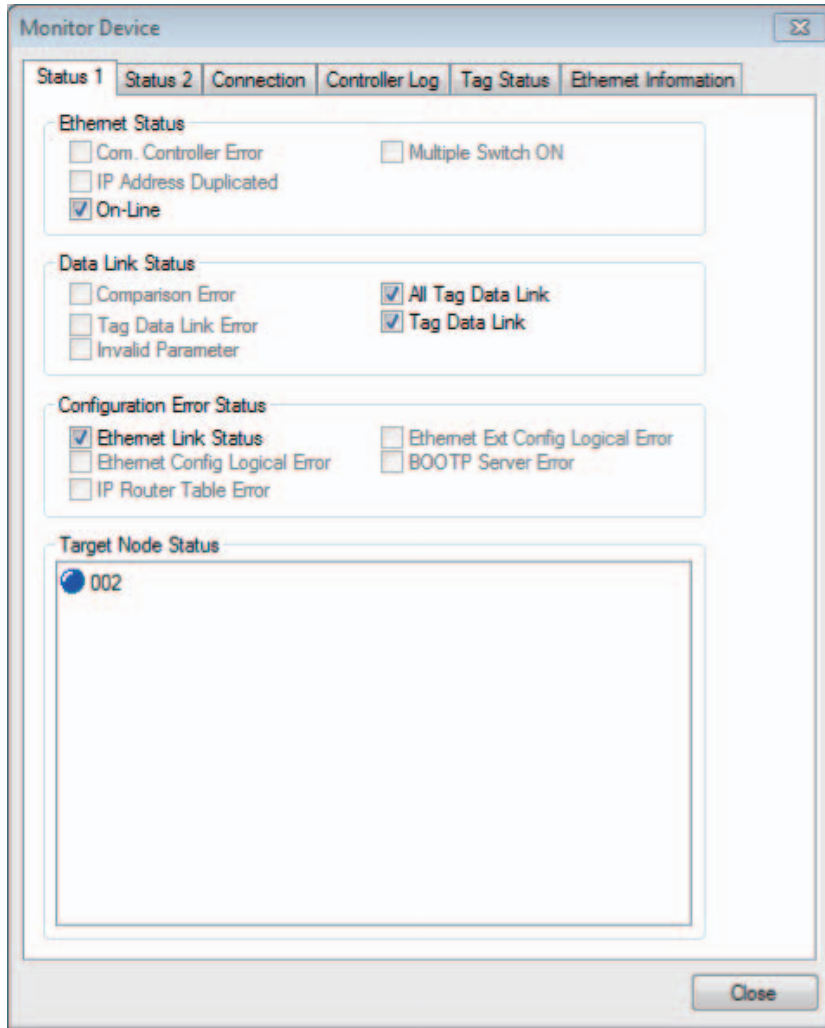 Monitor Device
Status 1 Status 2 Connection Controller Log Tag Status Ethernet Information
Ethernet Status
Com. Controller Error Multiple Switch ON
IP Address Duplicated
On-Line
Data Link Status
Comparison Error All Tag Data Link
Tag Data Link Error Tag Data Link
Invalid Parameter
Configuration Error Status
Ethernet Link Status Ethernet Ext Config Logical Error
Ethernet Config Logical Error BOOTP Server Error
IP Router Table Error
Target Node Status
002
Close